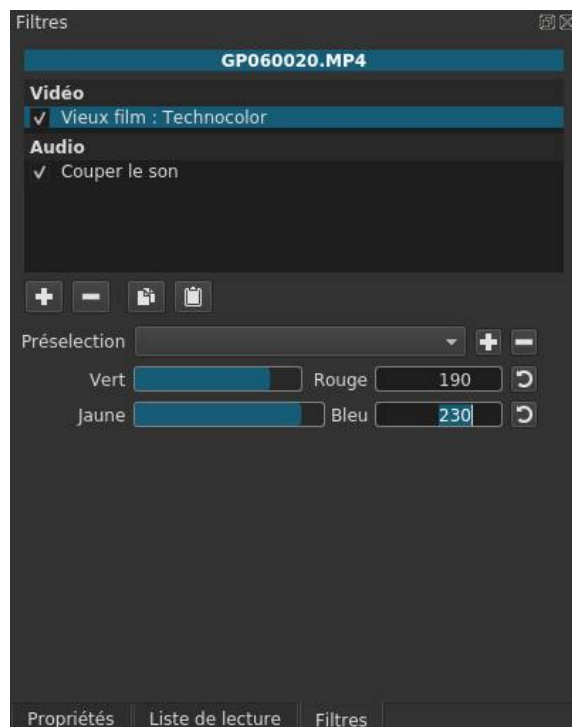 Filtres
GP060020.MP4
Vidéo
Vieux film : Technocolor
Audio
Couper le son
Préselection
Vert Rouge 190
Jaune Bleu 230
Propriétés Liste de lecture Filtres